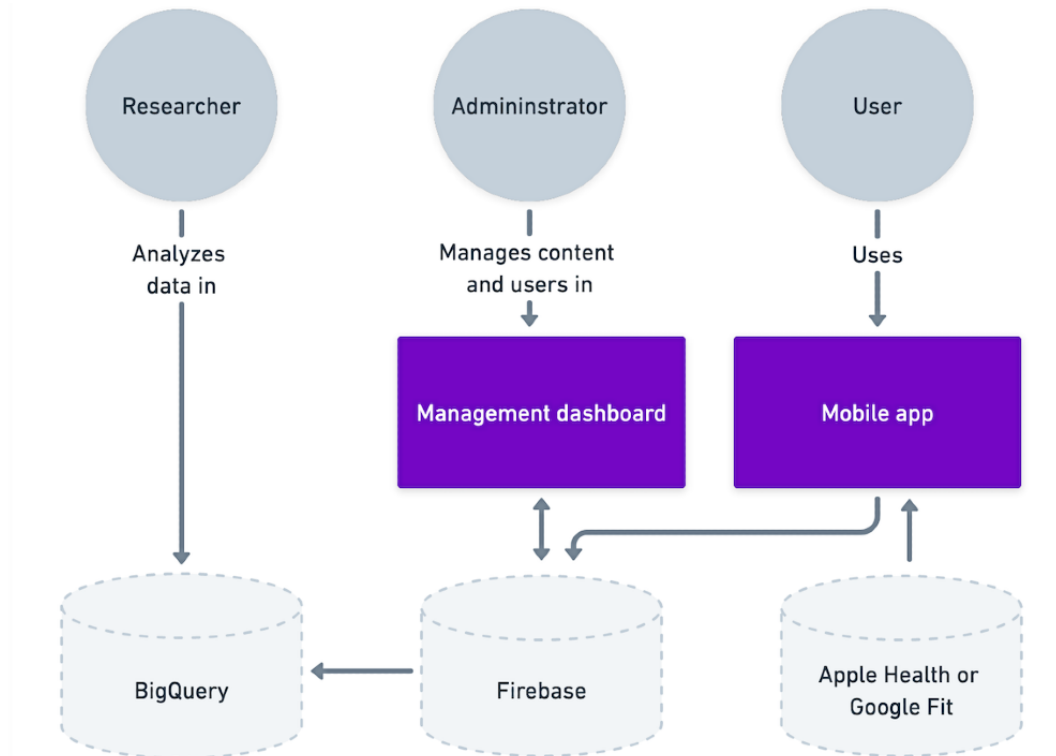 Researcher
Admininstrator
User
Analyzes
data in
Manages content
and users in
Uses
Management dashboard
Mobile app
BigQuery
Firebase
Apple Health or
Google Fit